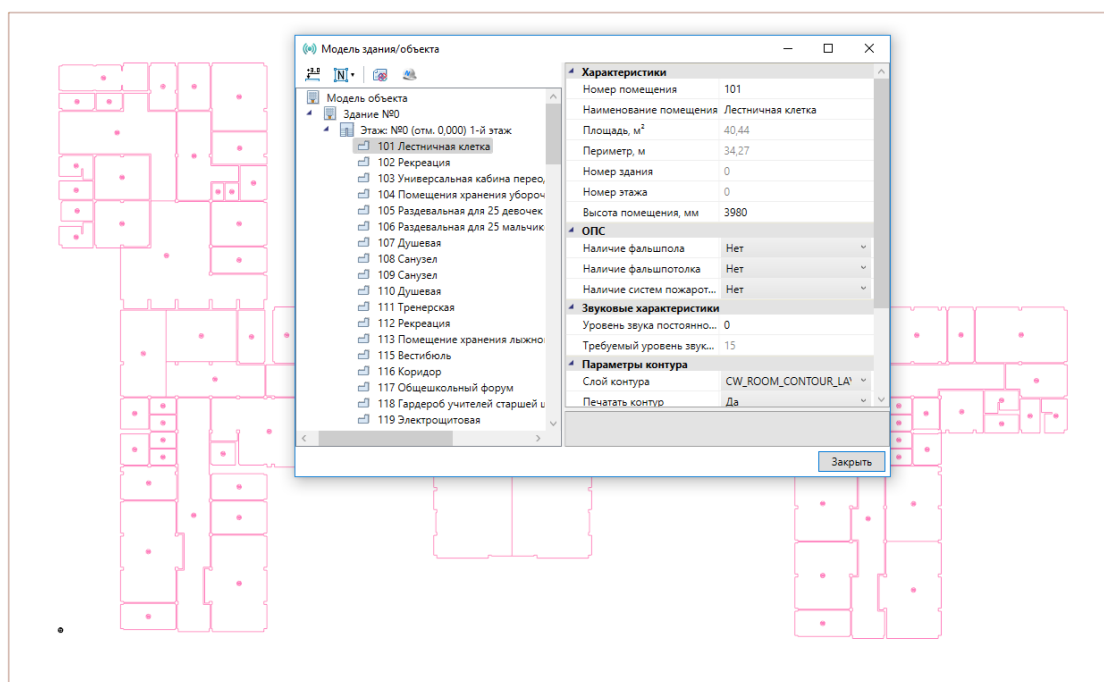 Модель здания/объекта
+3.0
N
Модель объекта
Здание №0
Этаж: №0 (отм. 0,000) 1-й этаж
101 Лестничная клетка
102 Рекреация
103 Универсальная кабина перео,
104 Помещения хранения убороч
105 Раздевальная для 25 девочек
106 Раздевальная для 25 мальчик
107 Душевая
108 Санузел
109 Санузел
110 Душевая
111 Тренерская
112 Рекреация
113 Помещение хранения лыжно
115 Вестибюль
116 Коридор
117 Общешкольный форум
118 Гардероб учителей старшей ш
119 Электрощитовая
Характеристики
Номер помещения 101
Наименование помещения Лестничная клетка
Площадь, м² 40,44
Периметр, м 34,27
Номер здания 0
Номер этажа 0
Высота помещения, мм 3980
ОПС
Наличие фальшпола Нет
Наличие фальшпотолка Нет
Наличие систем пожарот... Нет
Звуковые характеристики
Уровень звука постоянно... 0
Требуемый уровень звук... 15
Параметры контура
Слой контура CW_ROOM_CONTOUR_LAY
Печатать контур Да
Закрыть